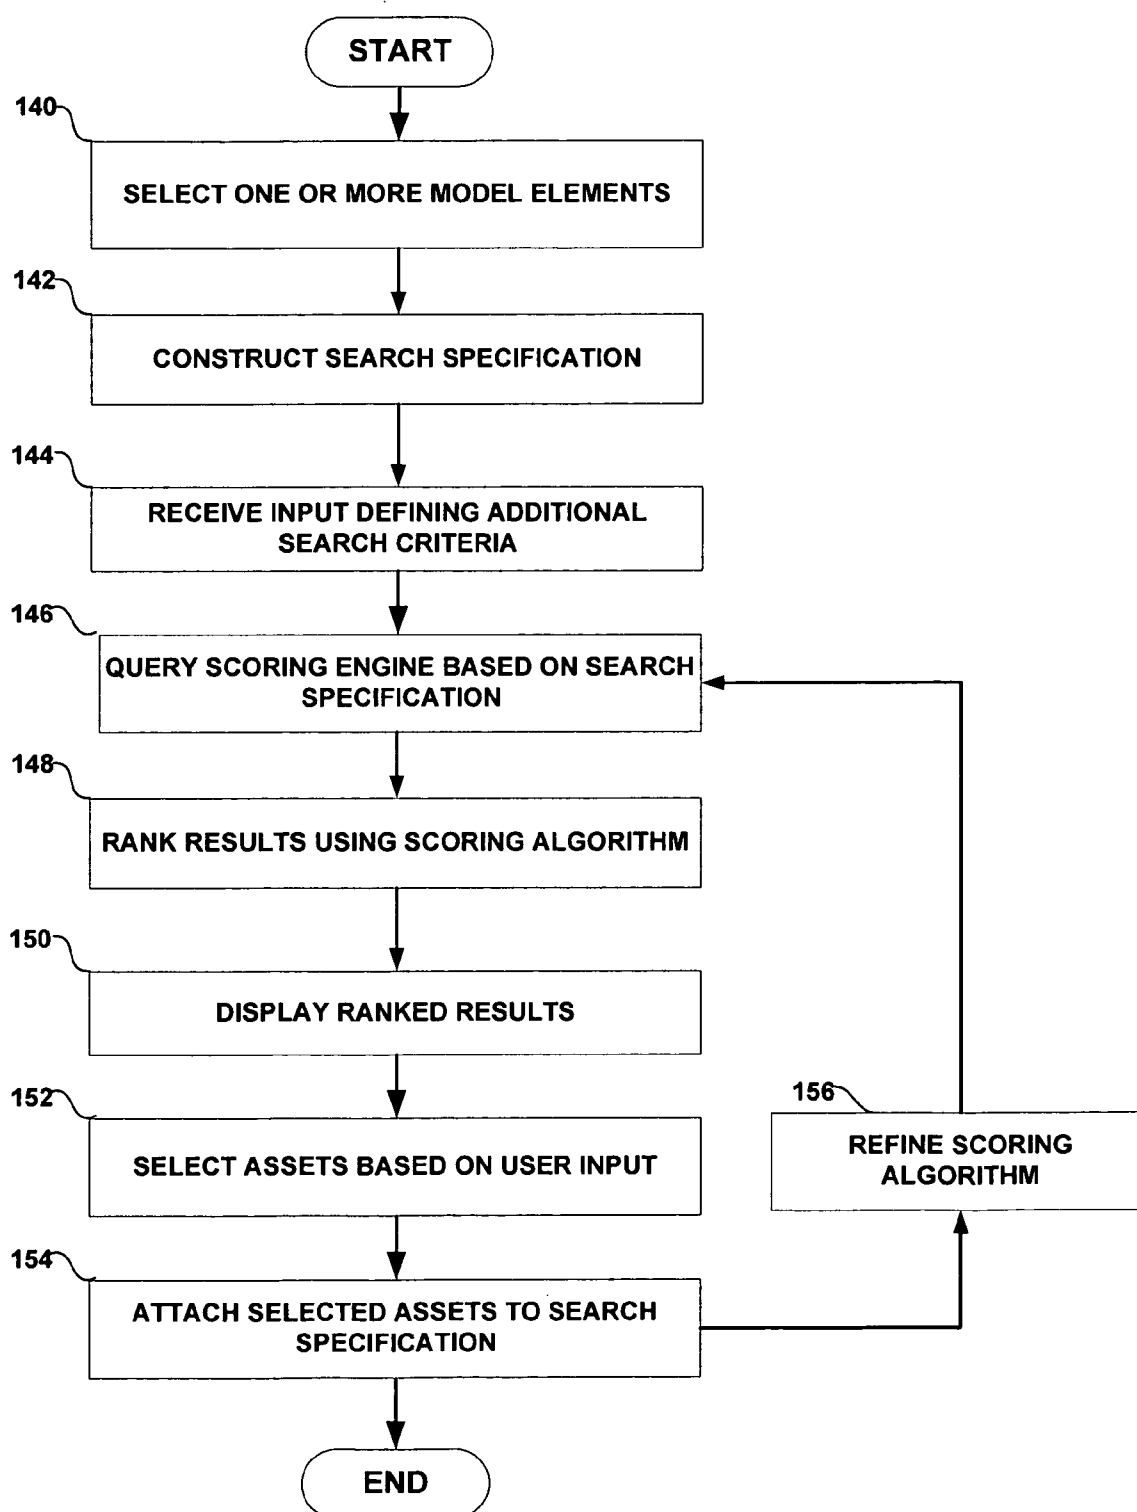 START
140
SELECT ONE OR MORE MODEL ELEMENTS
142
CONSTRUCT SEARCH SPECIFICATION
144
RECEIVE INPUT DEFINING ADDITIONAL
SEARCH CRITERIA
146
QUERY SCORING ENGINE BASED ON SEARCH
SPECIFICATION
148
RANK RESULTS USING SCORING ALGORITHM
150
DISPLAY RANKED RESULTS
152
SELECT ASSETS BASED ON USER INPUT
156
REFINE SCORING
ALGORITHM
154
ATTACH SELECTED ASSETS TO SEARCH
SPECIFICATION
END